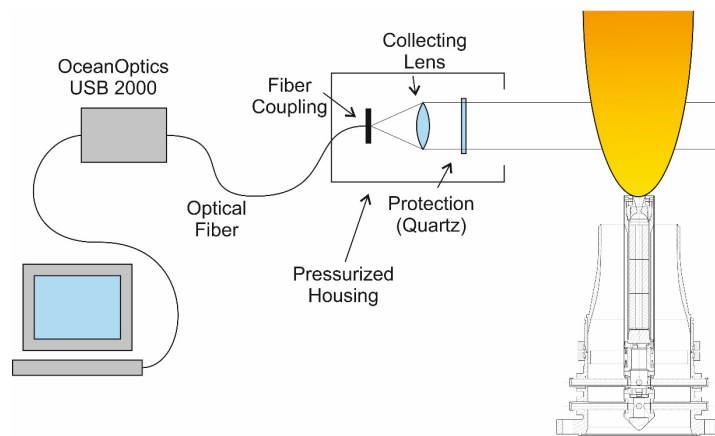 OceanOptics
USB 2000
Fiber
Coupling
Collecting
Lens
Optical
Fiber
Protection
(Quartz)
Pressurized
Housing